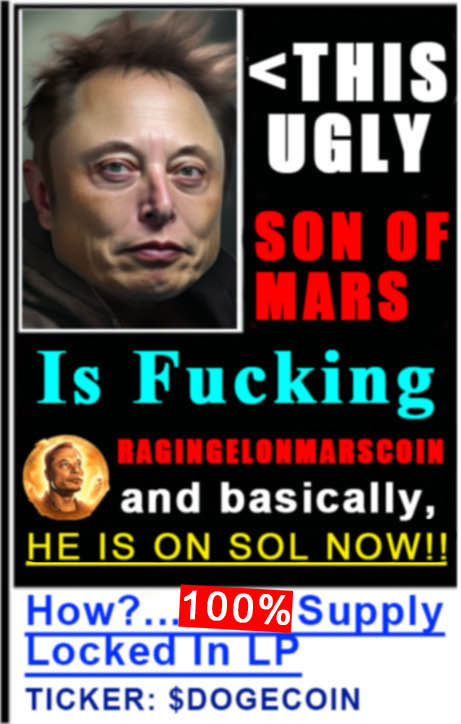 <THIS
UGLY
SON OF
MARS
Is Fucking
RAGINGELONMARSCOIN
and basically,
HE IS ON SOL NOW!!
How?...100% Supply
Locked In LP
TICKER: $DOGECOIN